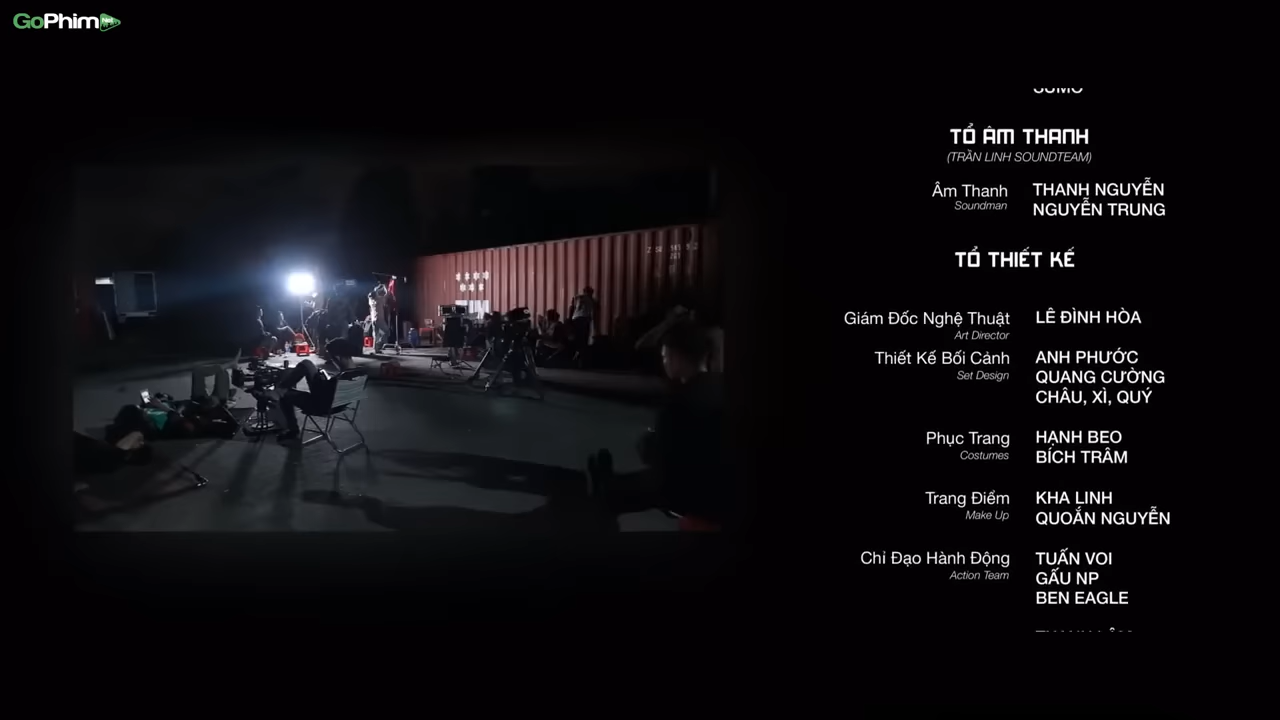 GoPhim
Net
SUMO
TỔ ÂM THANH
(TRẦN LINH SOUNDTEAM)
Âm Thanh
Soundman
THANH NGUYỄN
NGUYỄN TRUNG
TỔ THIẾT KẾ
Giám Đốc Nghệ Thuật
Art Director
LÊ ĐÌNH HÒA
Thiết Kế Bối Cảnh
Set Design
ANH PHƯỚC
QUANG CƯỜNG
CHÂU, XÌ, QUÝ
Phục Trang
Costumes
HẠNH BEO
BÍCH TRÂM
Trang Điểm
Make Up
KHA LINH
QUOẮN NGUYỄN
Chỉ Đạo Hành Động
Action Team
TUẤN VOI
GẤU NP
BEN EAGLE